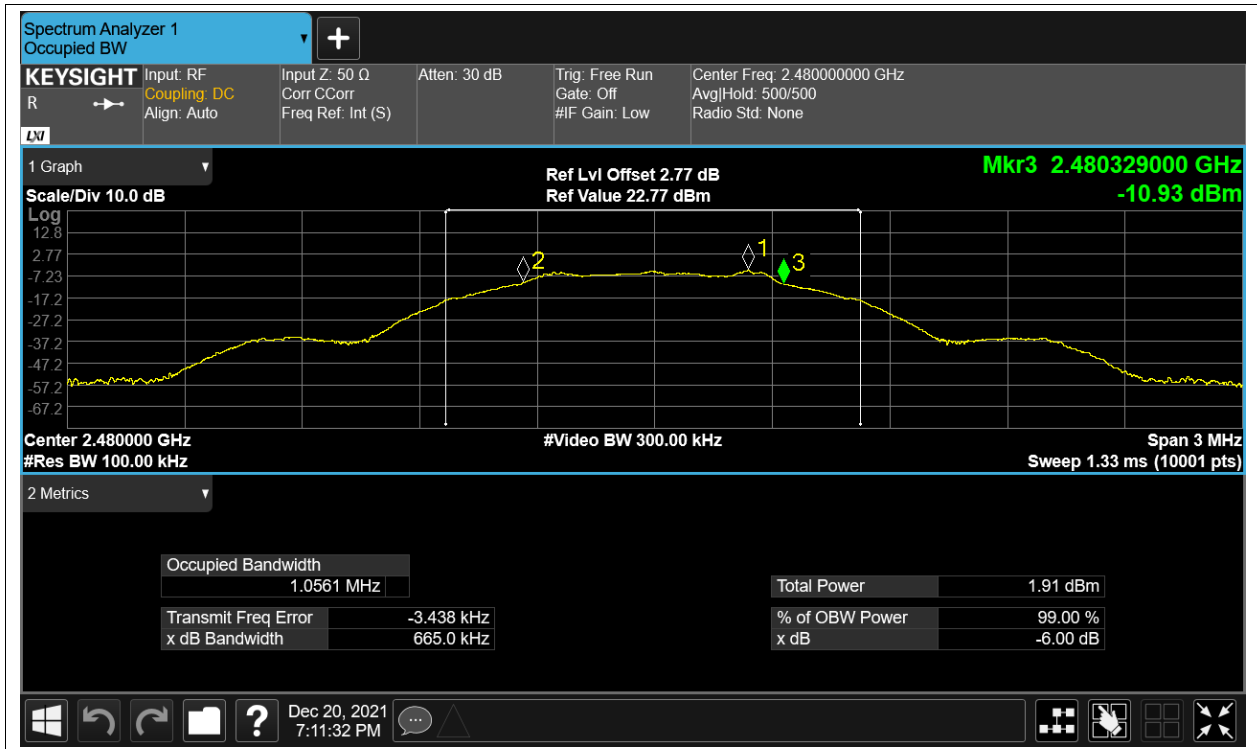 Spectrum Analyzer 1
Occupied BW
+
KEYSIGHT
R
LXI
Input: RF
Coupling: DC
Align: Auto
Input Z: 50 Ω
Corr CCorr
Freq Ref: Int (S)
Atten: 30 dB
Trig: Free Run
Gate: Off
#IF Gain: Low
Center Freq: 2.480000000 GHz
Avg|Hold: 500/500
Radio Std: None
1 Graph
Scale/Div 10.0 dB
Ref Lvl Offset 2.77 dB
Ref Value 22.77 dBm
Mkr3 2.480329000 GHz
-10.93 dBm
Log
12.8
2.77
-7.23
-17.2
-27.2
-37.2
-47.2
-57.2
-67.2
2
1
3
Center 2.480000 GHz
#Res BW 100.00 kHz
#Video BW 300.00 kHz
Span 3 MHz
Sweep 1.33 ms (10001 pts)
2 Metrics
Occupied Bandwidth
1.0561 MHz
Transmit Freq Error -3.438 kHz
x dB Bandwidth 665.0 kHz
Total Power 1.91 dBm
% of OBW Power 99.00 %
x dB -6.00 dB
?
Dec 20, 2021
7:11:32 PM